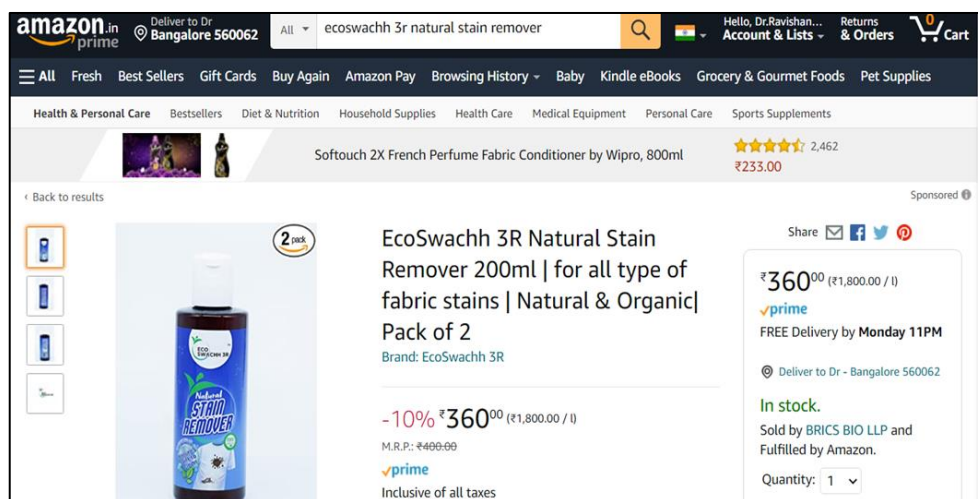 amazon.in
prime
Deliver to Dr
Bangalore 560062
All
ecoswachh 3r natural stain remover
Hello, Dr.Ravishan...
Account & Lists
Returns
& Orders
0
Cart
All Fresh Best Sellers Gift Cards Buy Again Amazon Pay Browsing History Baby Kindle eBooks Grocery & Gourmet Foods Pet Supplies
Health & Personal Care Bestsellers Diet & Nutrition Household Supplies Health Care Medical Equipment Personal Care Sports Supplements
Softouch 2X French Perfume Fabric Conditioner by Wipro, 800ml
2,462
₹233.00
‹ Back to results
Sponsored
2 pack
ECO
SWACHH 3R
Natural
STAIN
REMOVER
EcoSwachh 3R Natural Stain
Remover 200ml | for all type of
fabric stains | Natural & Organic|
Pack of 2
Brand: EcoSwachh 3R
-10% ₹36000 (₹1,800.00 / l)
M.R.P.: ₹400.00
prime
Inclusive of all taxes
Share
₹36000 (₹1,800.00 / l)
prime
FREE Delivery by Monday 11PM
Deliver to Dr - Bangalore 560062
In stock.
Sold by BRICS BIO LLP and
Fulfilled by Amazon.
Quantity: 1